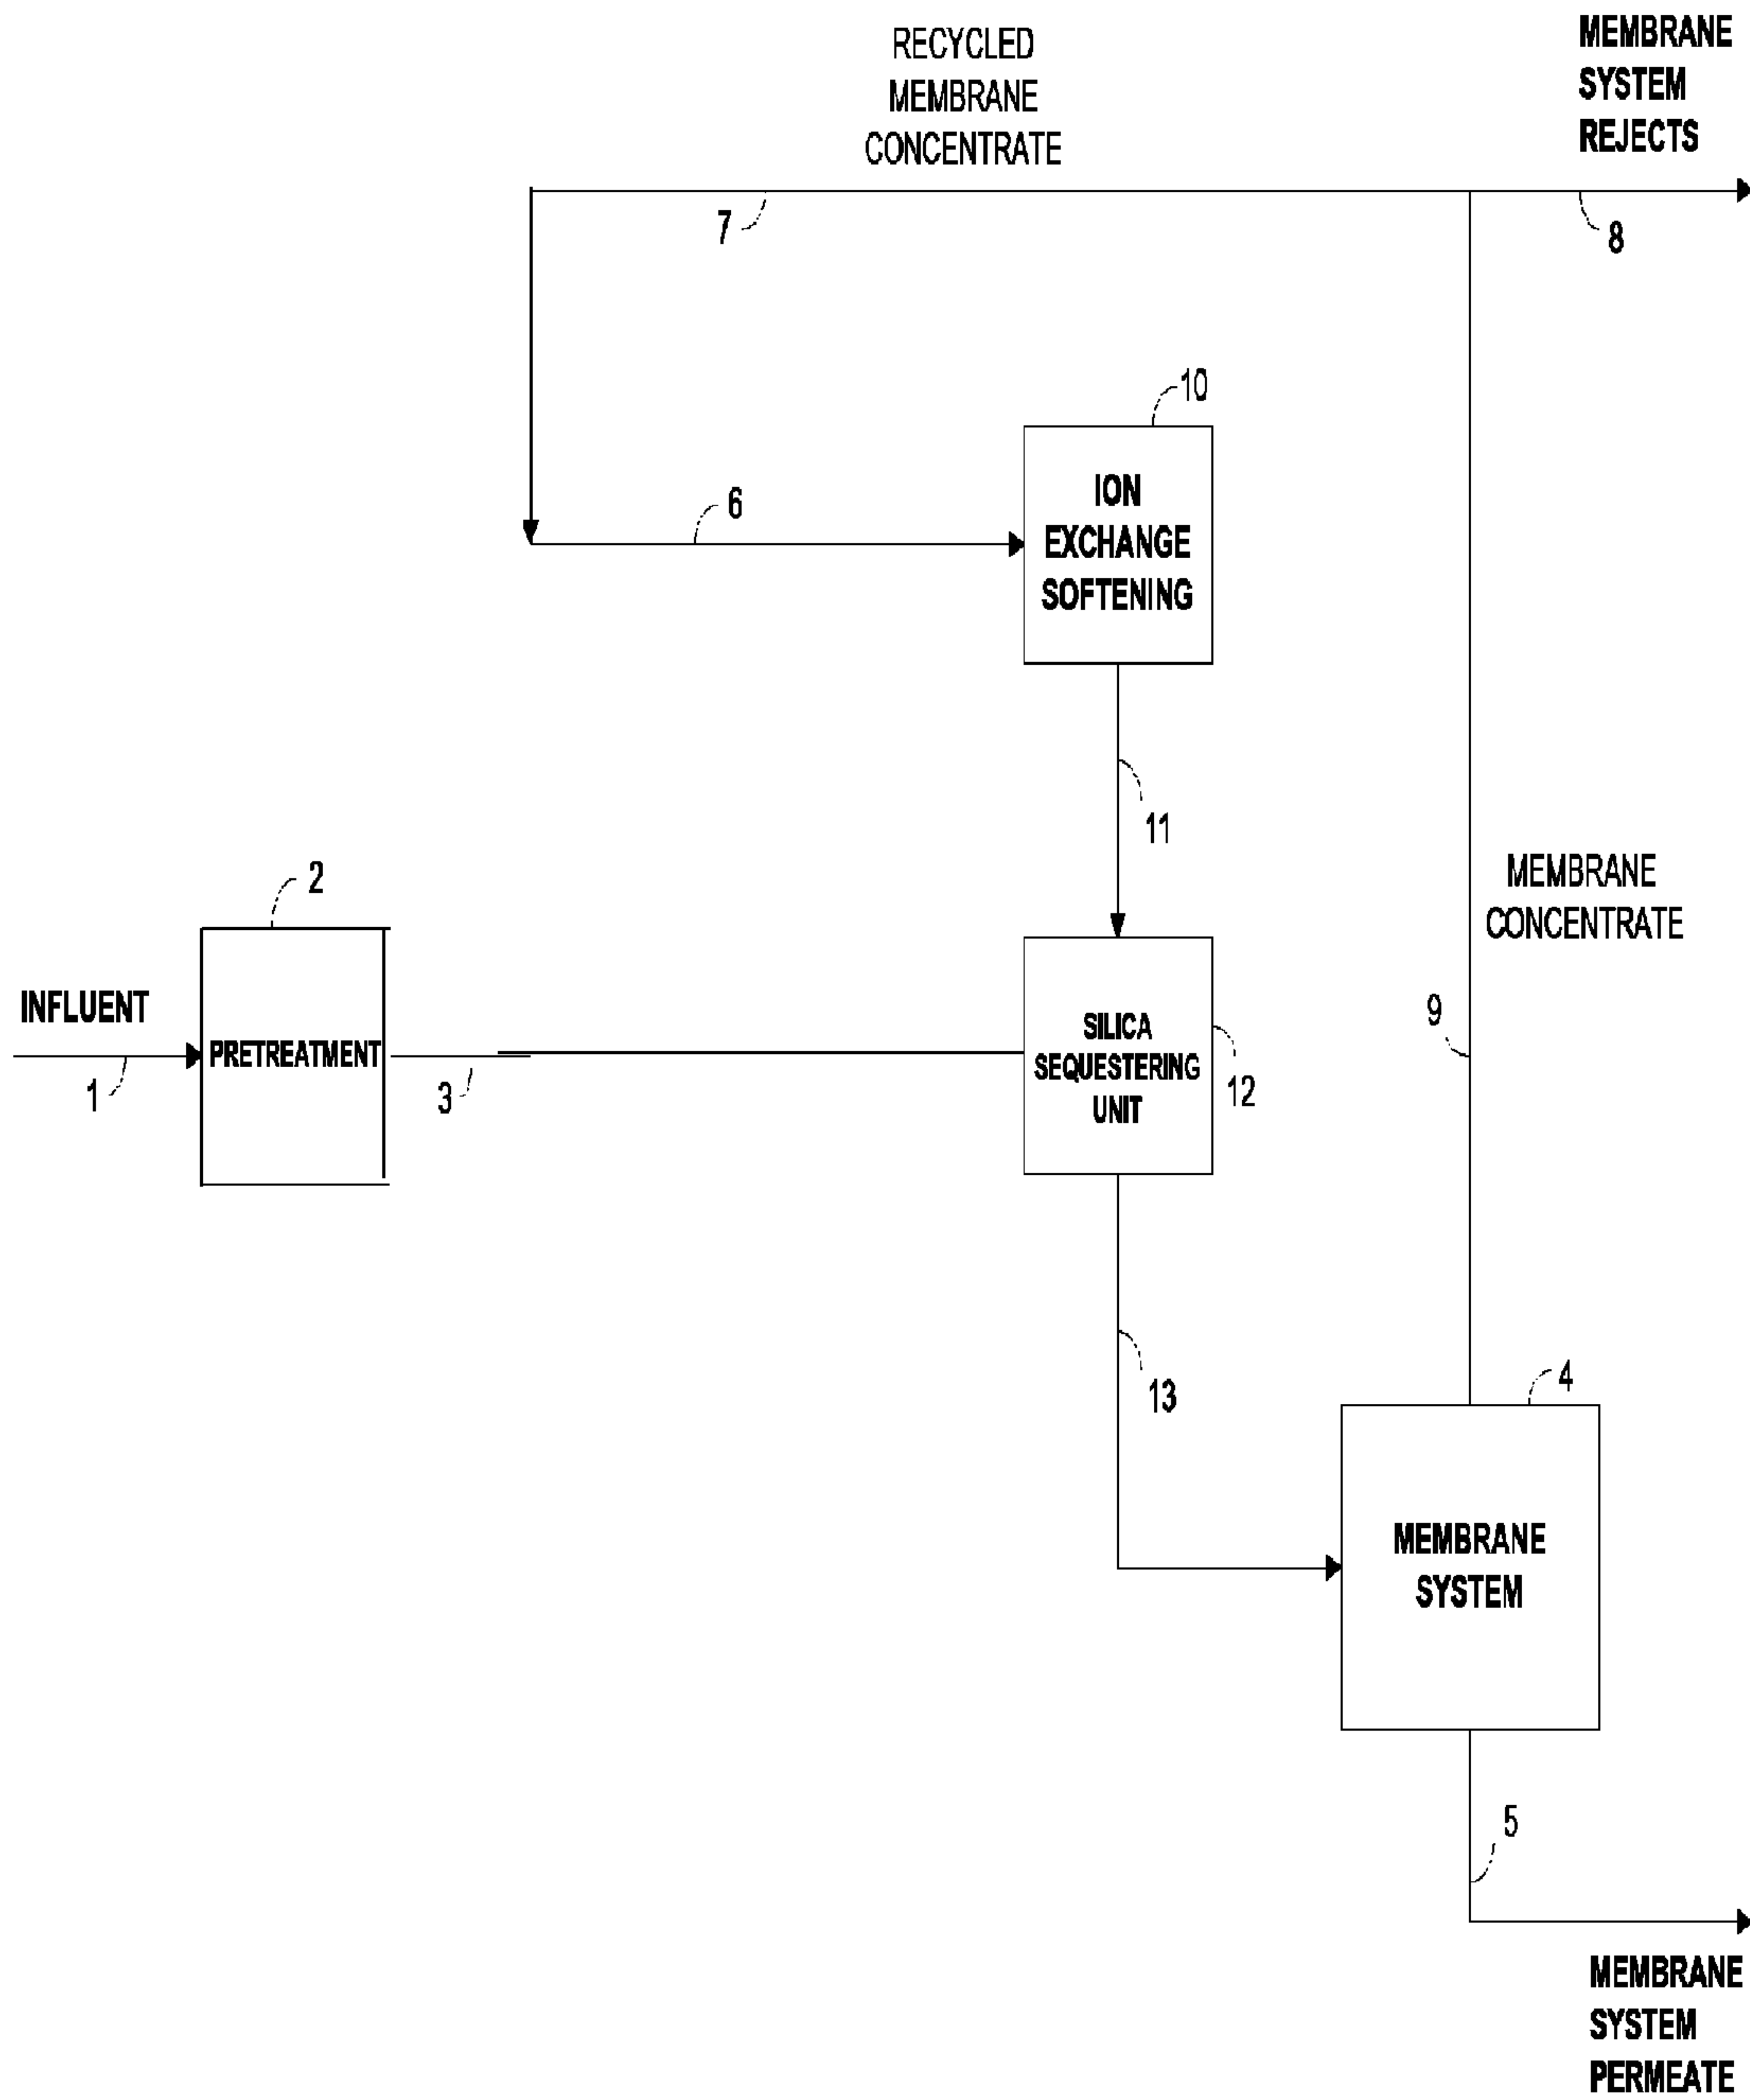 RECYCLED
MEMBRANE
CONCENTRATE
MEMBRANE
SYSTEM
REJECTS
7
8
10
ION
EXCHANGE
SOFTENING
6
11
2
MEMBRANE
CONCENTRATE
INFLUENT
PRETREATMENT
1
3
SILICA
SEQUESTERING
UNIT
12
9
13
4
MEMBRANE
SYSTEM
5
MEMBRANE
SYSTEM
PERMEATE